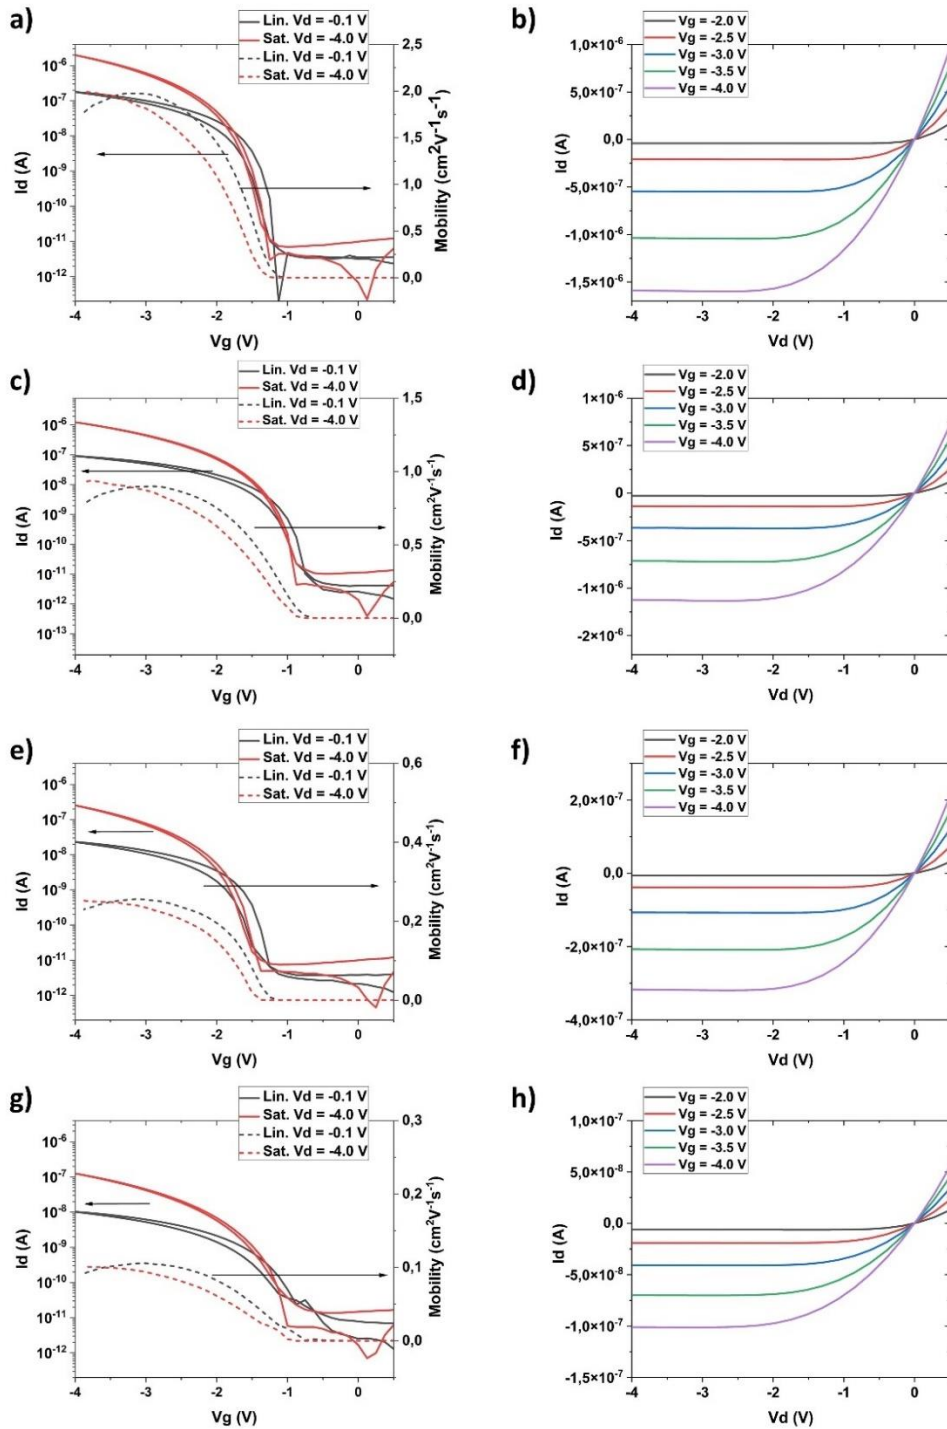 a)
Lin. Vd = -0.1 V
Sat. Vd = -4.0 V
Lin. Vd = -0.1 V
Sat. Vd = -4.0 V
10⁻⁶
10⁻⁷
10⁻⁸
10⁻⁹
10⁻¹⁰
10⁻¹¹
10⁻¹²
Id (A)
2,5
2,0
1,5
1,0
0,5
0,0
Mobility (cm²V⁻¹s⁻¹)
-4 -3 -2 -1 0
Vg (V)
b)
Vg = -2.0 V
Vg = -2.5 V
Vg = -3.0 V
Vg = -3.5 V
Vg = -4.0 V
1,0×10⁻⁶
5,0×10⁻⁷
0,0
-5,0×10⁻⁷
-1,0×10⁻⁶
-1,5×10⁻⁶
Id (A)
-4 -3 -2 -1 0
Vd (V)
c)
Lin. Vd = -0.1 V
Sat. Vd = -4.0 V
Lin. Vd = -0.1 V
Sat. Vd = -4.0 V
10⁻⁶
10⁻⁷
10⁻⁸
10⁻⁹
10⁻¹⁰
10⁻¹¹
10⁻¹²
10⁻¹³
Id (A)
1,5
1,0
0,5
0,0
Mobility (cm²V⁻¹s⁻¹)
-4 -3 -2 -1 0
Vg (V)
d)
Vg = -2.0 V
Vg = -2.5 V
Vg = -3.0 V
Vg = -3.5 V
Vg = -4.0 V
1×10⁻⁶
5×10⁻⁷
0
-5×10⁻⁷
-1×10⁻⁶
-2×10⁻⁶
Id (A)
-4 -3 -2 -1 0
Vd (V)
e)
Lin. Vd = -0.1 V
Sat. Vd = -4.0 V
Lin. Vd = -0.1 V
Sat. Vd = -4.0 V
10⁻⁶
10⁻⁷
10⁻⁸
10⁻⁹
10⁻¹⁰
10⁻¹¹
10⁻¹²
Id (A)
0,6
0,4
0,2
0,0
Mobility (cm²V⁻¹s⁻¹)
-4 -3 -2 -1 0
Vg (V)
f)
Vg = -2.0 V
Vg = -2.5 V
Vg = -3.0 V
Vg = -3.5 V
Vg = -4.0 V
2,0×10⁻⁷
0,0
-2,0×10⁻⁷
-4,0×10⁻⁷
Id (A)
-4 -3 -2 -1 0
Vd (V)
g)
Lin. Vd = -0.1 V
Sat. Vd = -4.0 V
Lin. Vd = -0.1 V
Sat. Vd = -4.0 V
10⁻⁶
10⁻⁷
10⁻⁸
10⁻⁹
10⁻¹⁰
10⁻¹¹
10⁻¹²
Id (A)
0,3
0,2
0,1
0,0
Mobility (cm²V⁻¹s⁻¹)
-4 -3 -2 -1 0
Vg (V)
h)
Vg = -2.0 V
Vg = -2.5 V
Vg = -3.0 V
Vg = -3.5 V
Vg = -4.0 V
1,0×10⁻⁷
5,0×10⁻⁸
0,0
-5,0×10⁻⁸
-1,0×10⁻⁷
-1,5×10⁻⁷
Id (A)
-4 -3 -2 -1 0
Vd (V)